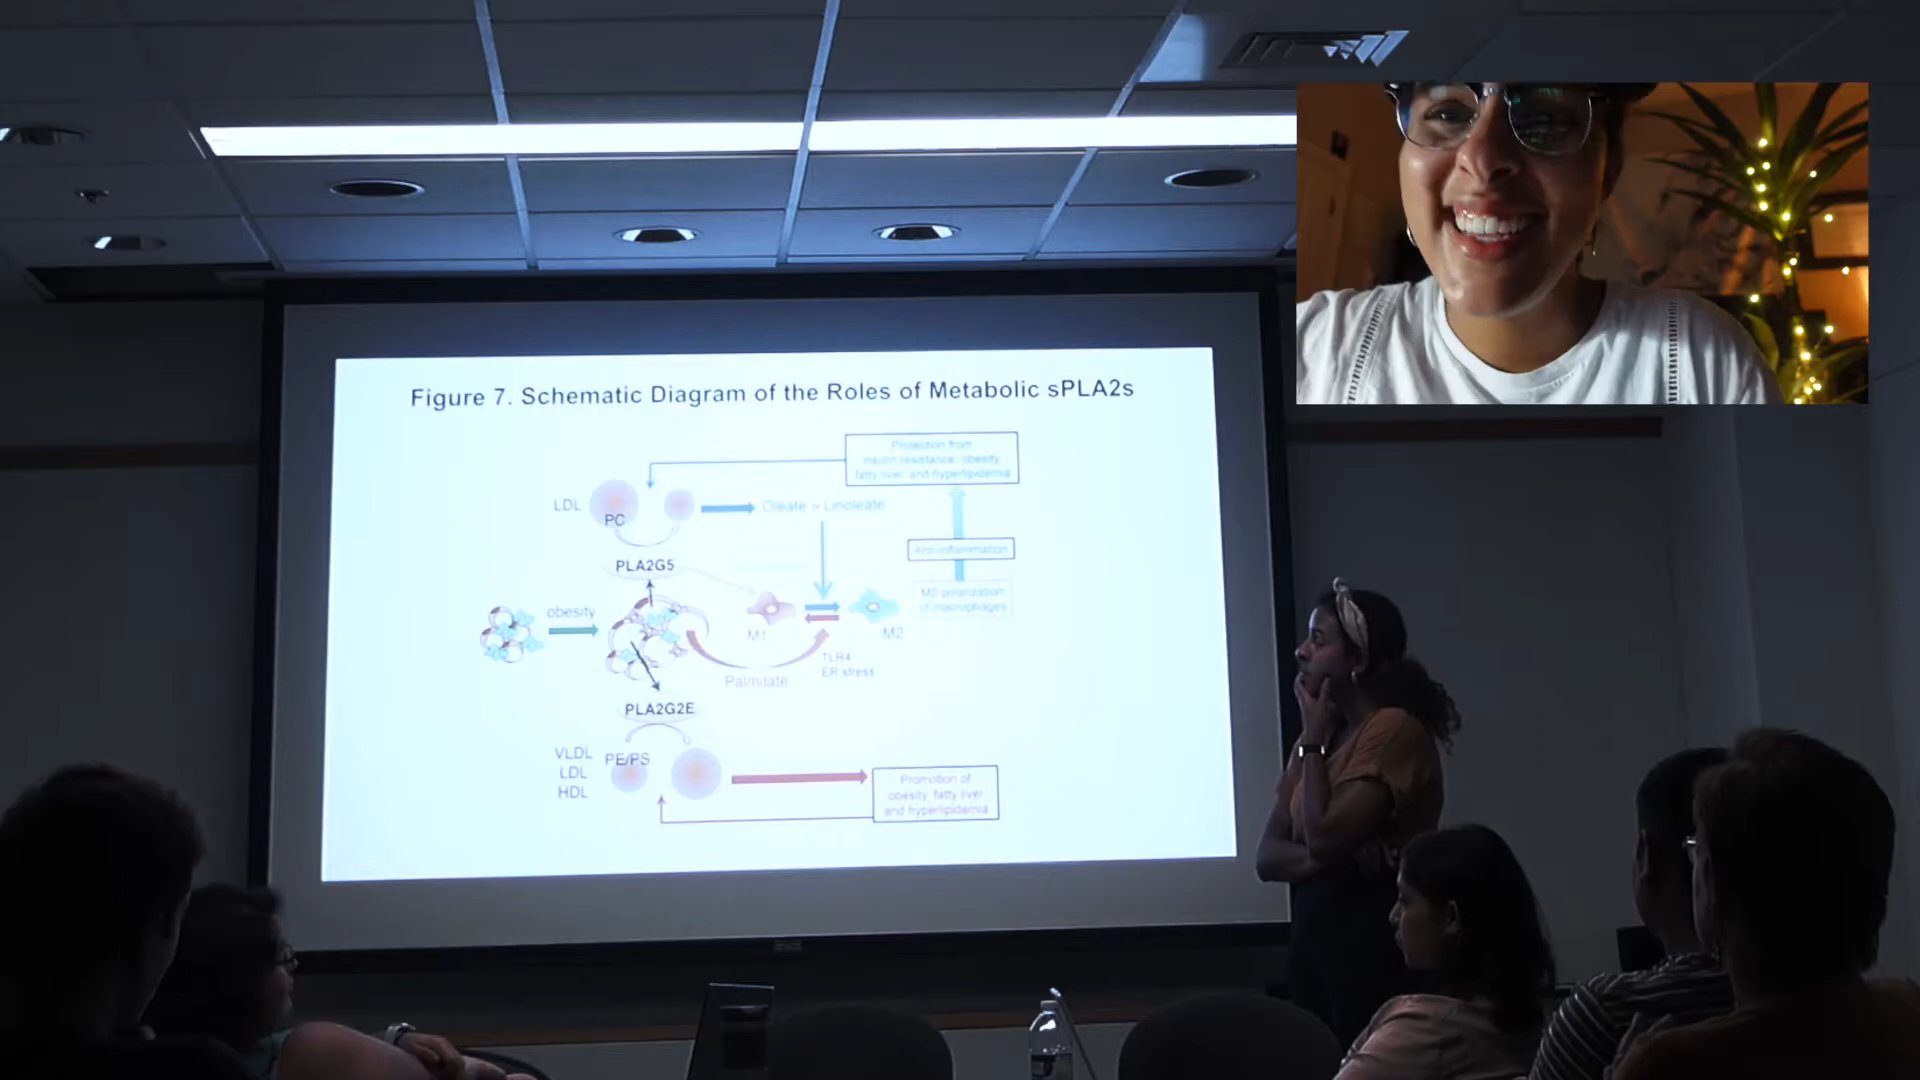 Figure 7. Schematic Diagram of the Roles of Metabolic sPLA2s
Protection from
insulin resistance, obesity,
fatty liver, and hyperlipidemia
LDL
PC
Oleate > Linoleate
Anti-inflammation
PLA2G5
M2 polarization
of macrophages
obesity
M1
M2
TLR4
ER stress
Palmitate
PLA2G2E
VLDL
LDL
HDL
PE/PS
Promotion of
obesity, fatty liver
and hyperlipidemia